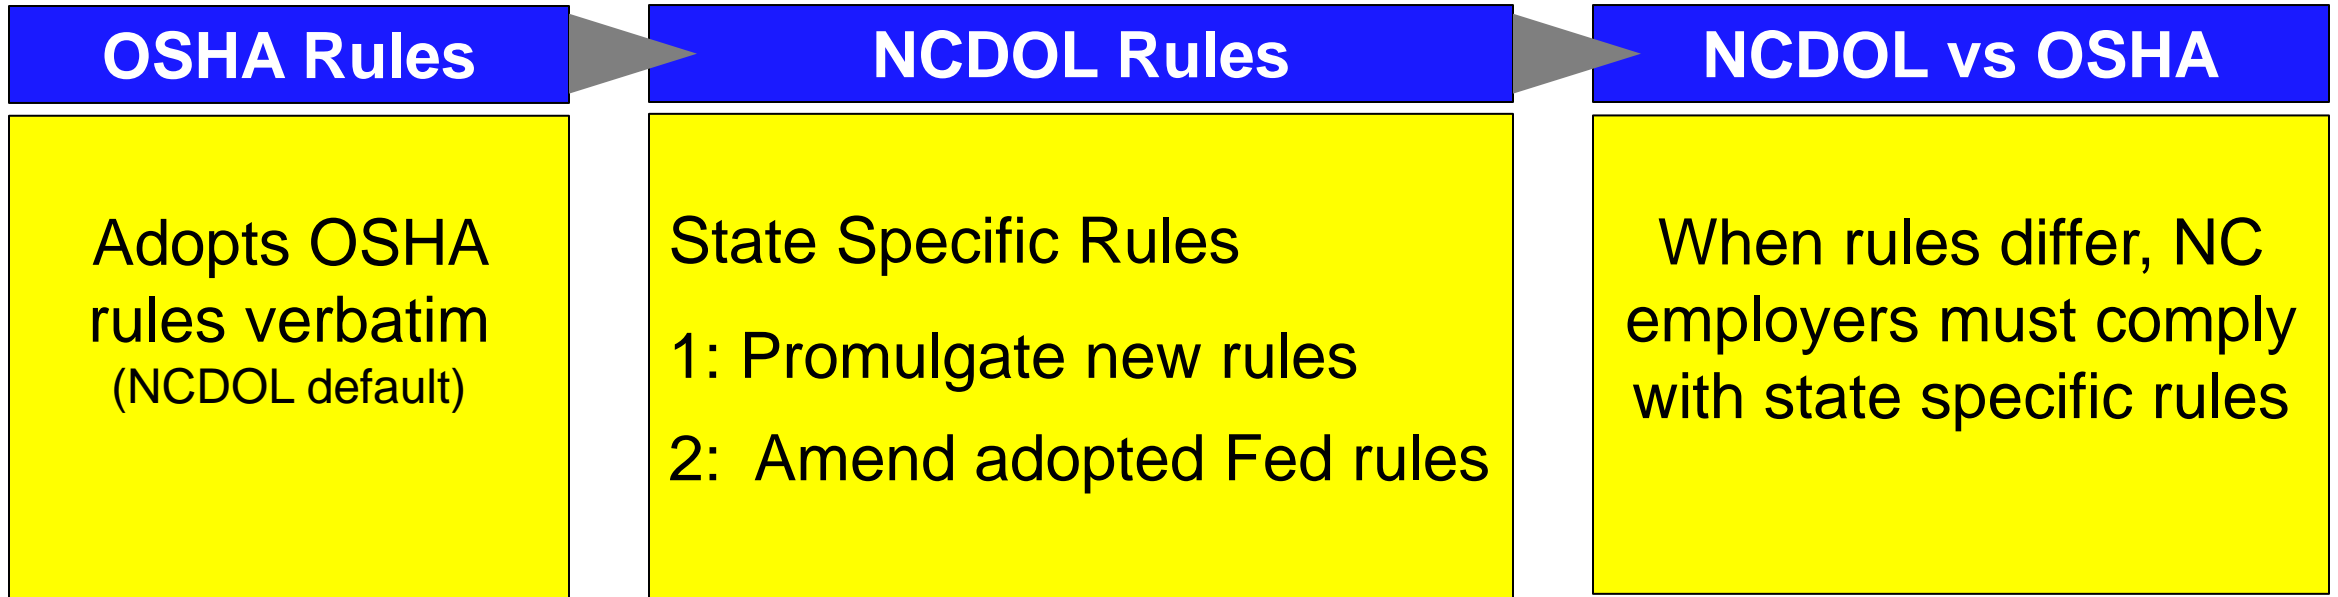 OSHA Rules
Adopts OSHA
rules verbatim
(NCDOL default)
NCDOL Rules
State Specific Rules
1: Promulgate new rules
2: Amend adopted Fed rules
NCDOL vs OSHA
When rules differ, NC
employers must comply
with state specific rules